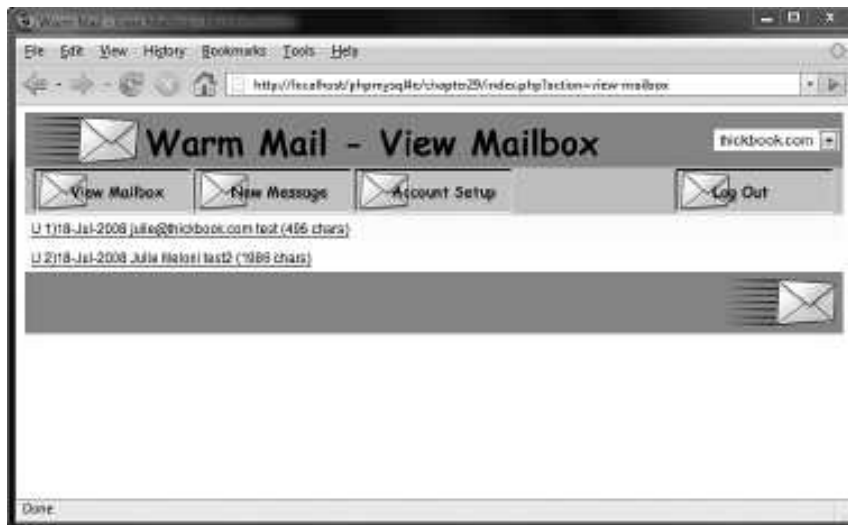 File Edit View History Bookmarks Tools Help
http://localhost/phpmysql4e/chapter29/index.php?action=view-mailbox
Warm Mail - View Mailbox
thickbook.com
View Mailbox New Message Account Setup Log Out
U 1)18-Jul-2008 julie@thickbook.com test (495 chars)
U 2)18-Jul-2008 Julie Meloni test2 (1986 chars)
Done